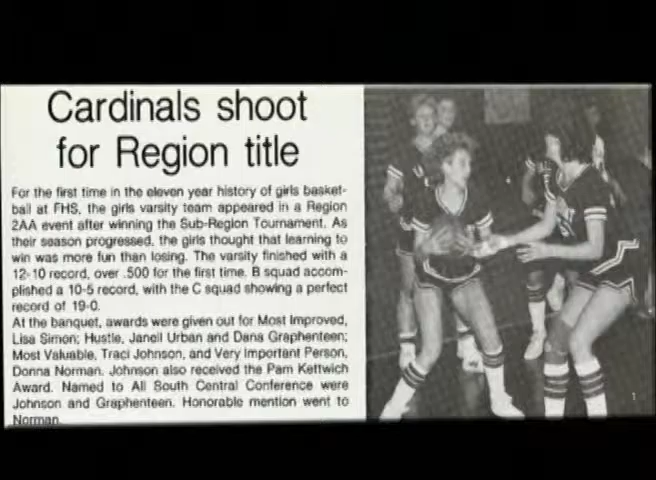 Cardinals shoot
for Region title
For the first time in the eleven year history of girls basket-
ball at FHS, the girls varsity team appeared in a Region
2AA event after winning the Sub-Region Tournament. As
their season progressed, the girls thought that learning to
win was more fun than losing. The varsity finished with a
12-10 record, over .500 for the first time. B squad accom-
plished a 10-5 record, with the C squad showing a perfect
record of 19-0.
At the banquet, awards were given out for Most Improved,
Lisa Simon; Hustle, Janeil Urban and Dana Graphenteen;
Most Valuable, Traci Johnson, and Very Important Person,
Donna Norman. Johnson also received the Pam Kettwich
Award. Named to All South Central Conference were
Johnson and Graphenteen. Honorable mention went to
Norman.
1